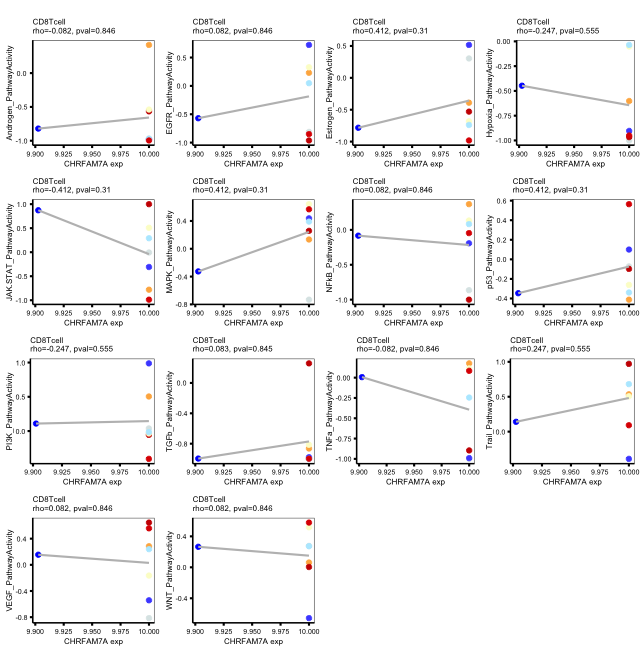 CD8Tcell
rho=-0.082, pval=0.846
Androgen_PathwayActivity
0.0
-0.5
-1.0
9.900 9.925 9.950 9.975 10.000
CHRFAM7A exp
CD8Tcell
rho=0.082, pval=0.846
EGFR_PathwayActivity
0.5
0.0
-0.5
-1.0
9.900 9.925 9.950 9.975 10.000
CHRFAM7A exp
CD8Tcell
rho=0.412, pval=0.31
Estrogen_PathwayActivity
0.5
0.0
-0.5
-1.0
9.900 9.925 9.950 9.975 10.000
CHRFAM7A exp
CD8Tcell
rho=-0.247, pval=0.555
Hypoxia_PathwayActivity
0.00
-0.25
-0.50
-0.75
-1.00
9.900 9.925 9.950 9.975 10.000
CHRFAM7A exp
CD8Tcell
rho=-0.412, pval=0.31
JAK-STAT_PathwayActivity
1.0
0.5
0.0
-0.5
-1.0
9.900 9.925 9.950 9.975 10.000
CHRFAM7A exp
CD8Tcell
rho=0.412, pval=0.31
MAPK_PathwayActivity
0.4
0.0
-0.4
-0.8
9.900 9.925 9.950 9.975 10.000
CHRFAM7A exp
CD8Tcell
rho=0.082, pval=0.846
NFkB_PathwayActivity
0.0
-0.5
-1.0
9.900 9.925 9.950 9.975 10.000
CHRFAM7A exp
CD8Tcell
rho=0.412, pval=0.31
p53_PathwayActivity
0.6
0.4
0.2
0.0
-0.2
-0.4
9.900 9.925 9.950 9.975 10.000
CHRFAM7A exp
CD8Tcell
rho=-0.247, pval=0.555
PI3K_PathwayActivity
1.0
0.5
0.0
9.900 9.925 9.950 9.975 10.000
CHRFAM7A exp
CD8Tcell
rho=0.083, pval=0.845
TGFb_PathwayActivity
0.0
-0.5
-1.0
9.900 9.925 9.950 9.975 10.000
CHRFAM7A exp
CD8Tcell
rho=-0.082, pval=0.846
TNFa_PathwayActivity
0.00
-0.25
-0.50
-0.75
-1.00
9.900 9.925 9.950 9.975 10.000
CHRFAM7A exp
CD8Tcell
rho=0.247, pval=0.555
Trail_PathwayActivity
1.0
0.5
0.0
9.900 9.925 9.950 9.975 10.000
CHRFAM7A exp
CD8Tcell
rho=0.082, pval=0.846
VEGF_PathwayActivity
0.4
0.0
-0.4
-0.8
9.900 9.925 9.950 9.975 10.000
CHRFAM7A exp
CD8Tcell
rho=0.082, pval=0.846
WNT_PathwayActivity
0.4
0.0
-0.4
9.900 9.925 9.950 9.975 10.000
CHRFAM7A exp